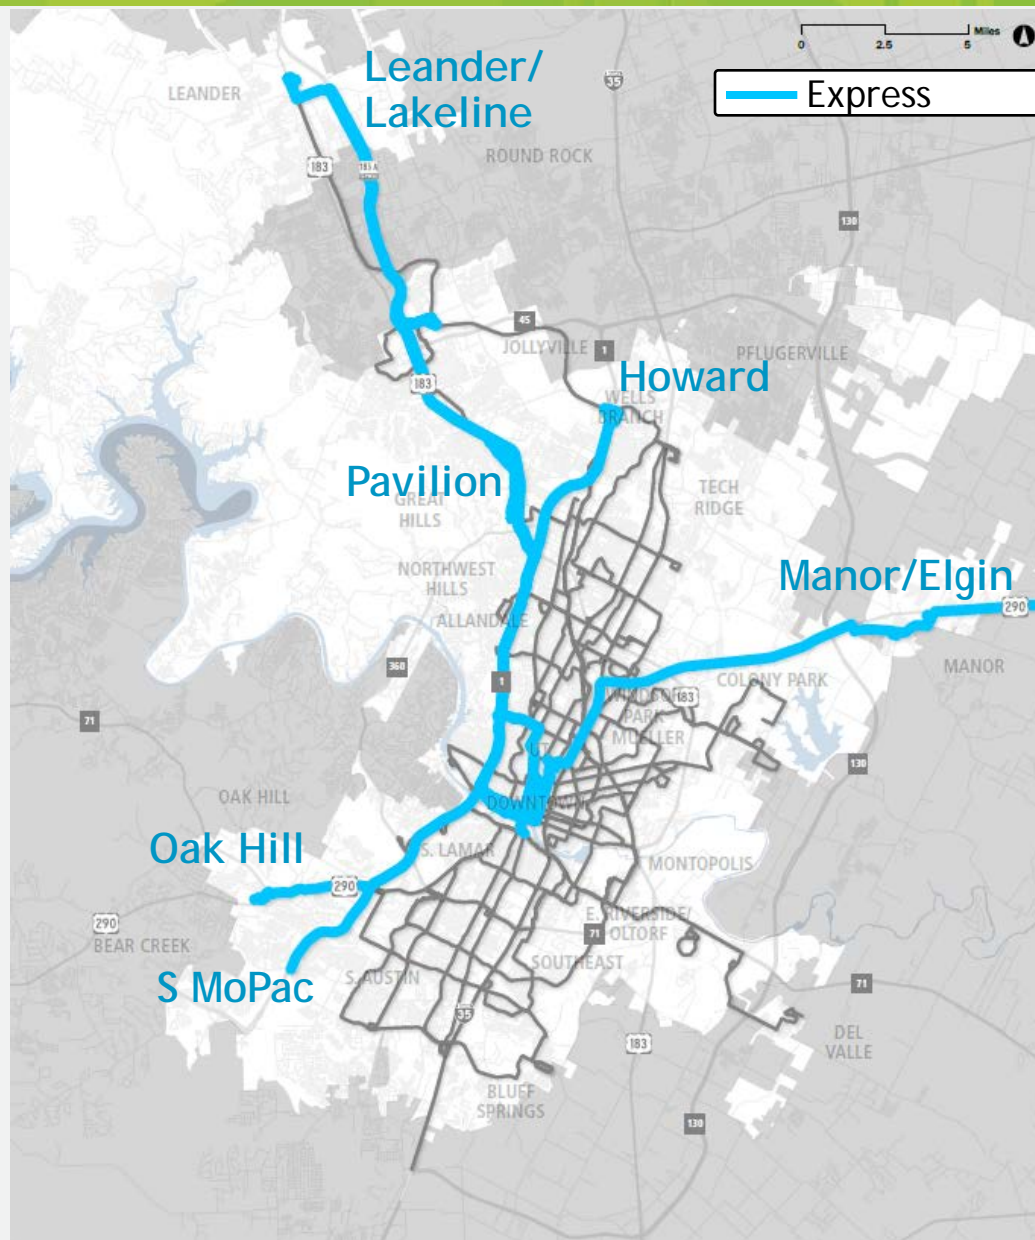 Miles
0 2.5 5
Express
Leander/
Lakeline
35
LEANDER
ROUND ROCK
183
183 A
130
45
JOLLYVILLE
1
PFLUGERVILLE
183
Howard
WELLS
BRANCH
Pavilion
GREAT
HILLS
TECH
RIDGE
Manor/Elgin
NORTHWEST
HILLS
290
ALLANDALE
360
MANOR
1
COLONY PARK
183
WINDSOR
PARK
71
MUELLER
UT
130
OAK HILL
DOWNTOWN
Oak Hill
S. LAMAR
MONTOPOLIS
290
290
E. RIVERSIDE/
OLTORF
71
BEAR CREEK
SOUTHEAST
S MoPac
S. AUSTIN
71
35
DEL
VALLE
183
BLUFF
SPRINGS
130